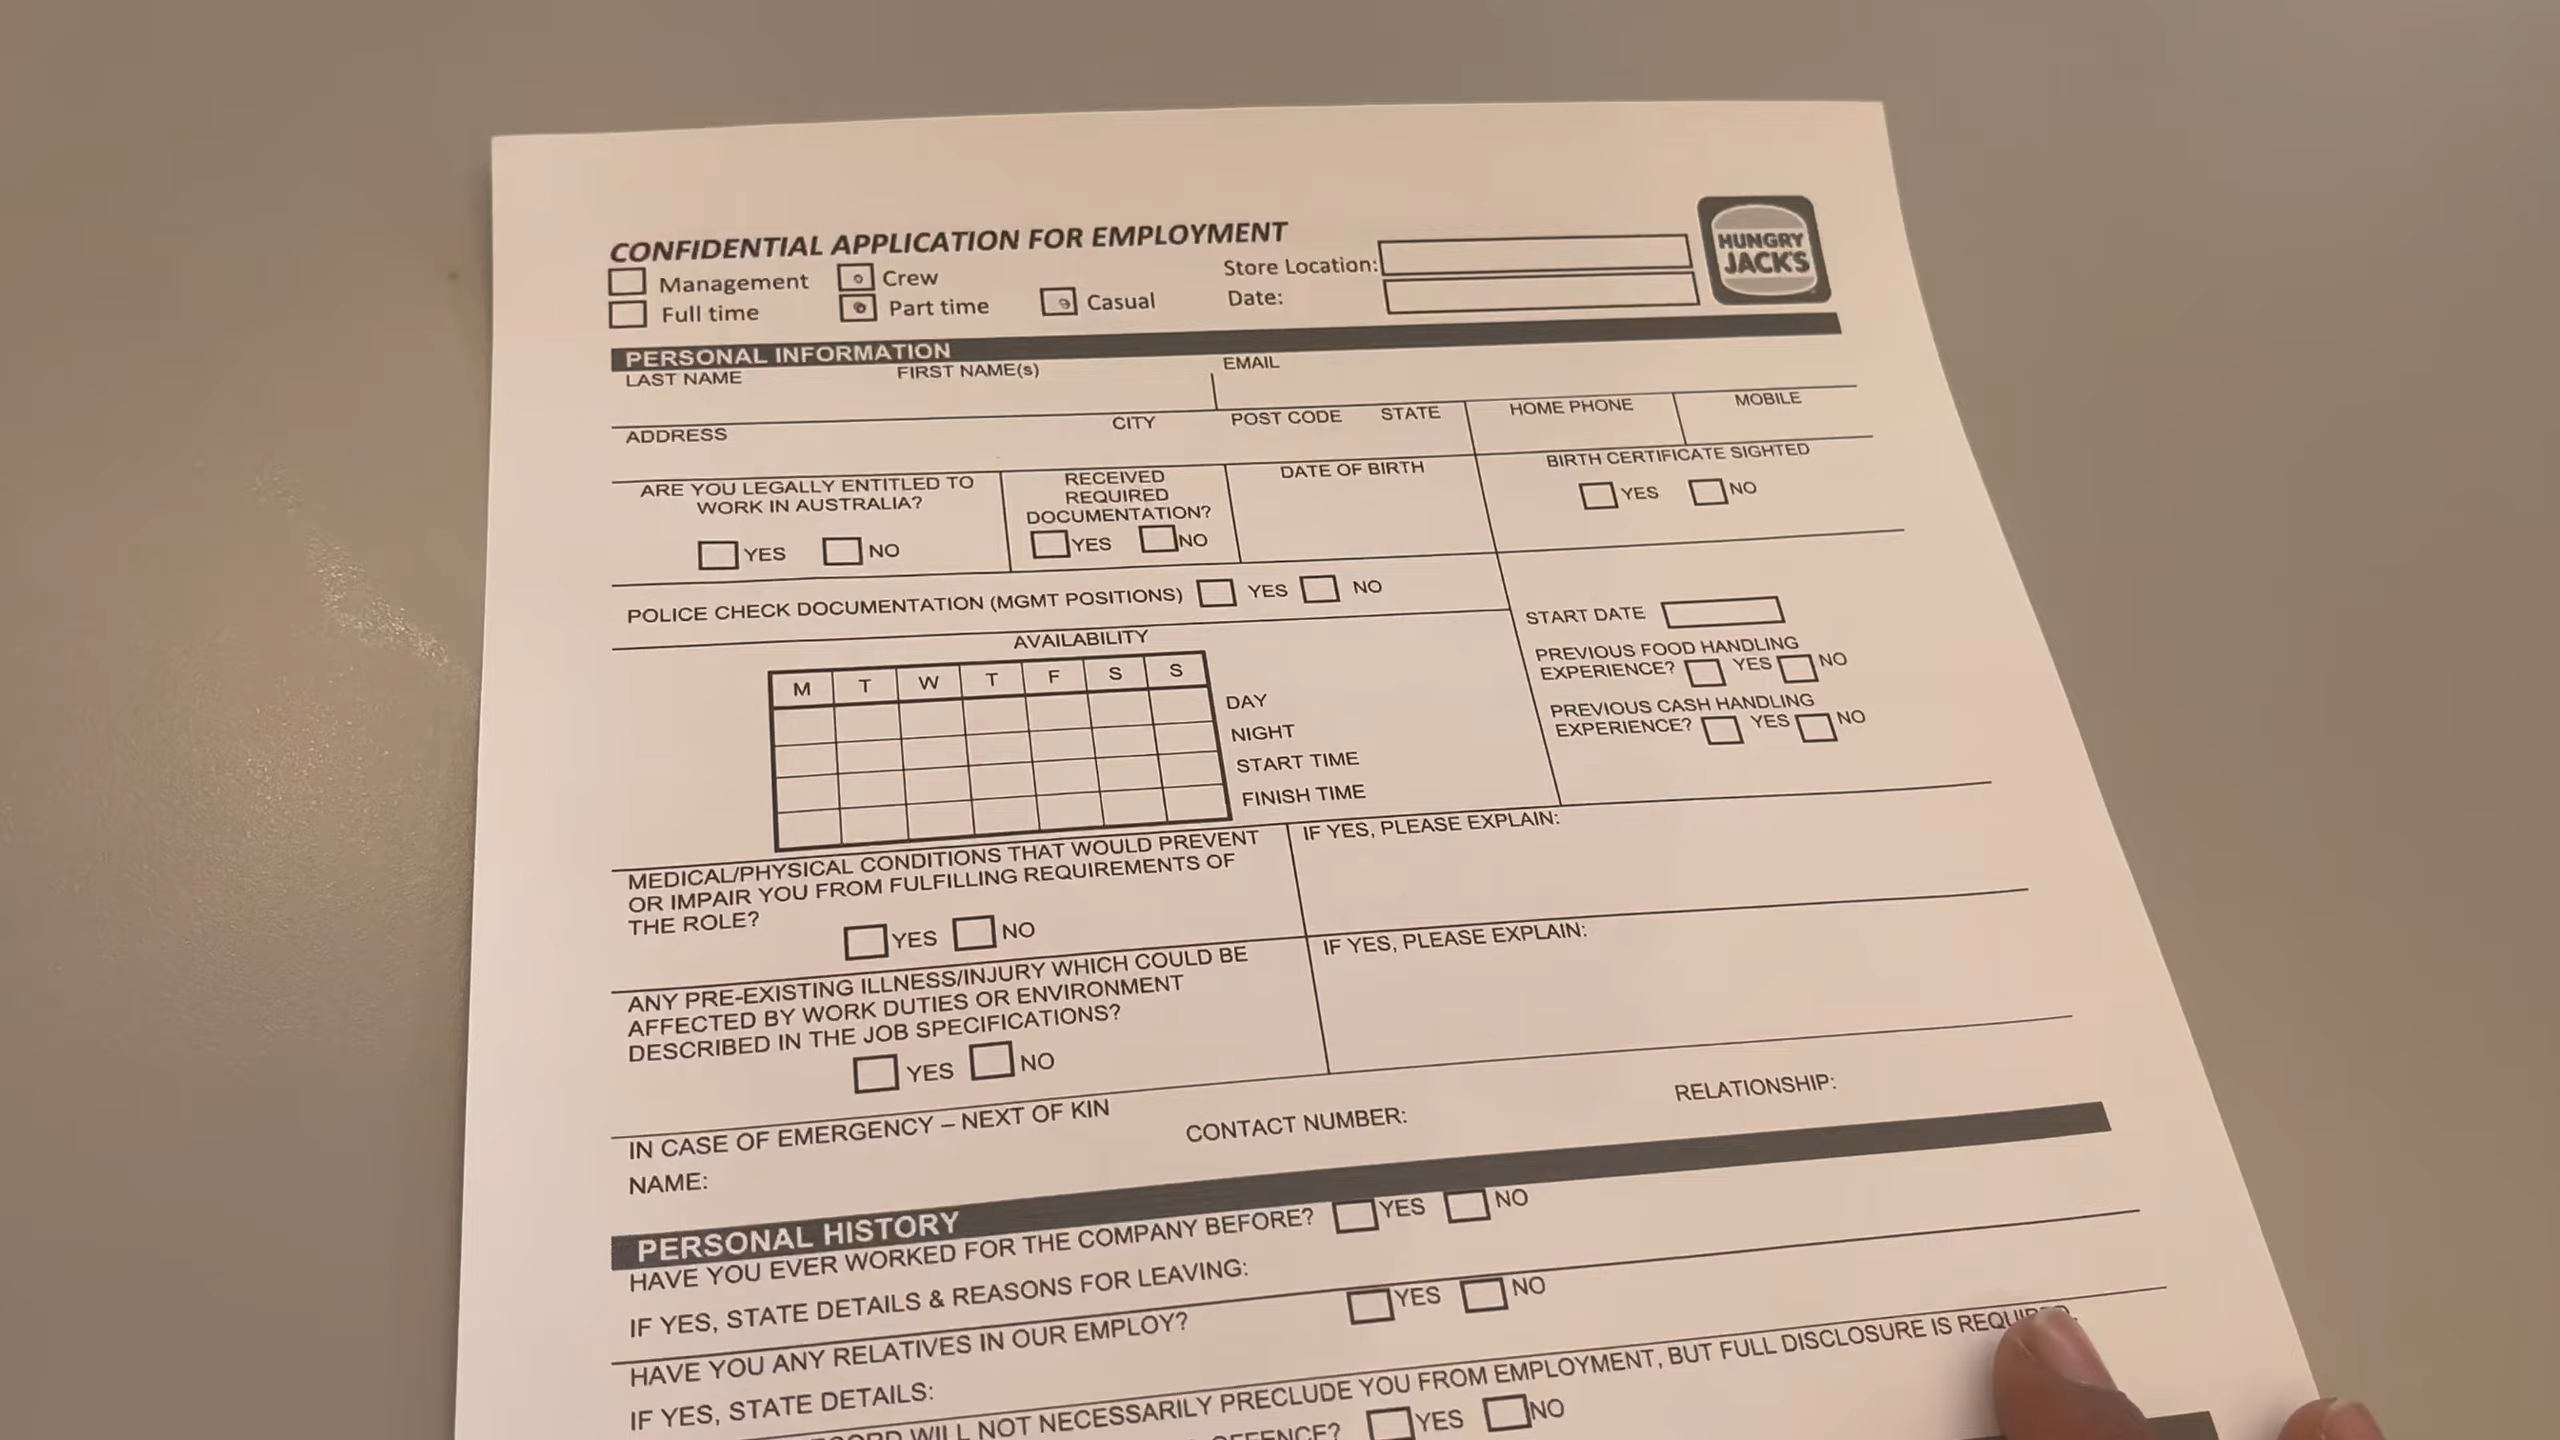 CONFIDENTIAL APPLICATION FOR EMPLOYMENT
Management Crew
Full time Part time Casual
Store Location:
Date:
HUNGRY
JACK'S
PERSONAL INFORMATION
LAST NAME FIRST NAME(s) EMAIL
ADDRESS CITY POST CODE STATE HOME PHONE MOBILE
ARE YOU LEGALLY ENTITLED TO
WORK IN AUSTRALIA?
YES NO
RECEIVED
REQUIRED
DOCUMENTATION?
YES NO
DATE OF BIRTH
BIRTH CERTIFICATE SIGHTED
YES NO
POLICE CHECK DOCUMENTATION (MGMT POSITIONS) YES NO
AVAILABILITY
M T W T F S S
DAY
NIGHT
START TIME
FINISH TIME
START DATE
PREVIOUS FOOD HANDLING
EXPERIENCE? YES NO
PREVIOUS CASH HANDLING
EXPERIENCE? YES NO
MEDICAL/PHYSICAL CONDITIONS THAT WOULD PREVENT
OR IMPAIR YOU FROM FULFILLING REQUIREMENTS OF
THE ROLE?
YES NO
IF YES, PLEASE EXPLAIN:
ANY PRE-EXISTING ILLNESS/INJURY WHICH COULD BE
AFFECTED BY WORK DUTIES OR ENVIRONMENT
DESCRIBED IN THE JOB SPECIFICATIONS?
YES NO
IF YES, PLEASE EXPLAIN:
IN CASE OF EMERGENCY – NEXT OF KIN
NAME: CONTACT NUMBER: RELATIONSHIP:
PERSONAL HISTORY
HAVE YOU EVER WORKED FOR THE COMPANY BEFORE? YES NO
IF YES, STATE DETAILS & REASONS FOR LEAVING:
HAVE YOU ANY RELATIVES IN OUR EMPLOY? YES NO
IF YES, STATE DETAILS:
WILL NOT NECESSARILY PRECLUDE YOU FROM EMPLOYMENT, BUT FULL DISCLOSURE IS
YES NO